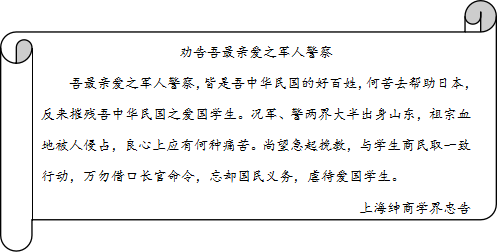 劝告吾最亲爱之军人警察
吾最亲爱之军人警察，皆是吾中华民国的好百姓，何苦去帮助日本，
反来摧残吾中华民国之爱国学生。况军、警两界大半出身山东，祖宗血
地被人侵占，良心上应有何种痛苦。尚望急起挽救，与学生商民取一致
行动，万勿借口长官命令，忘却国民义务，虐待爱国学生。
上海绅商学界忠告